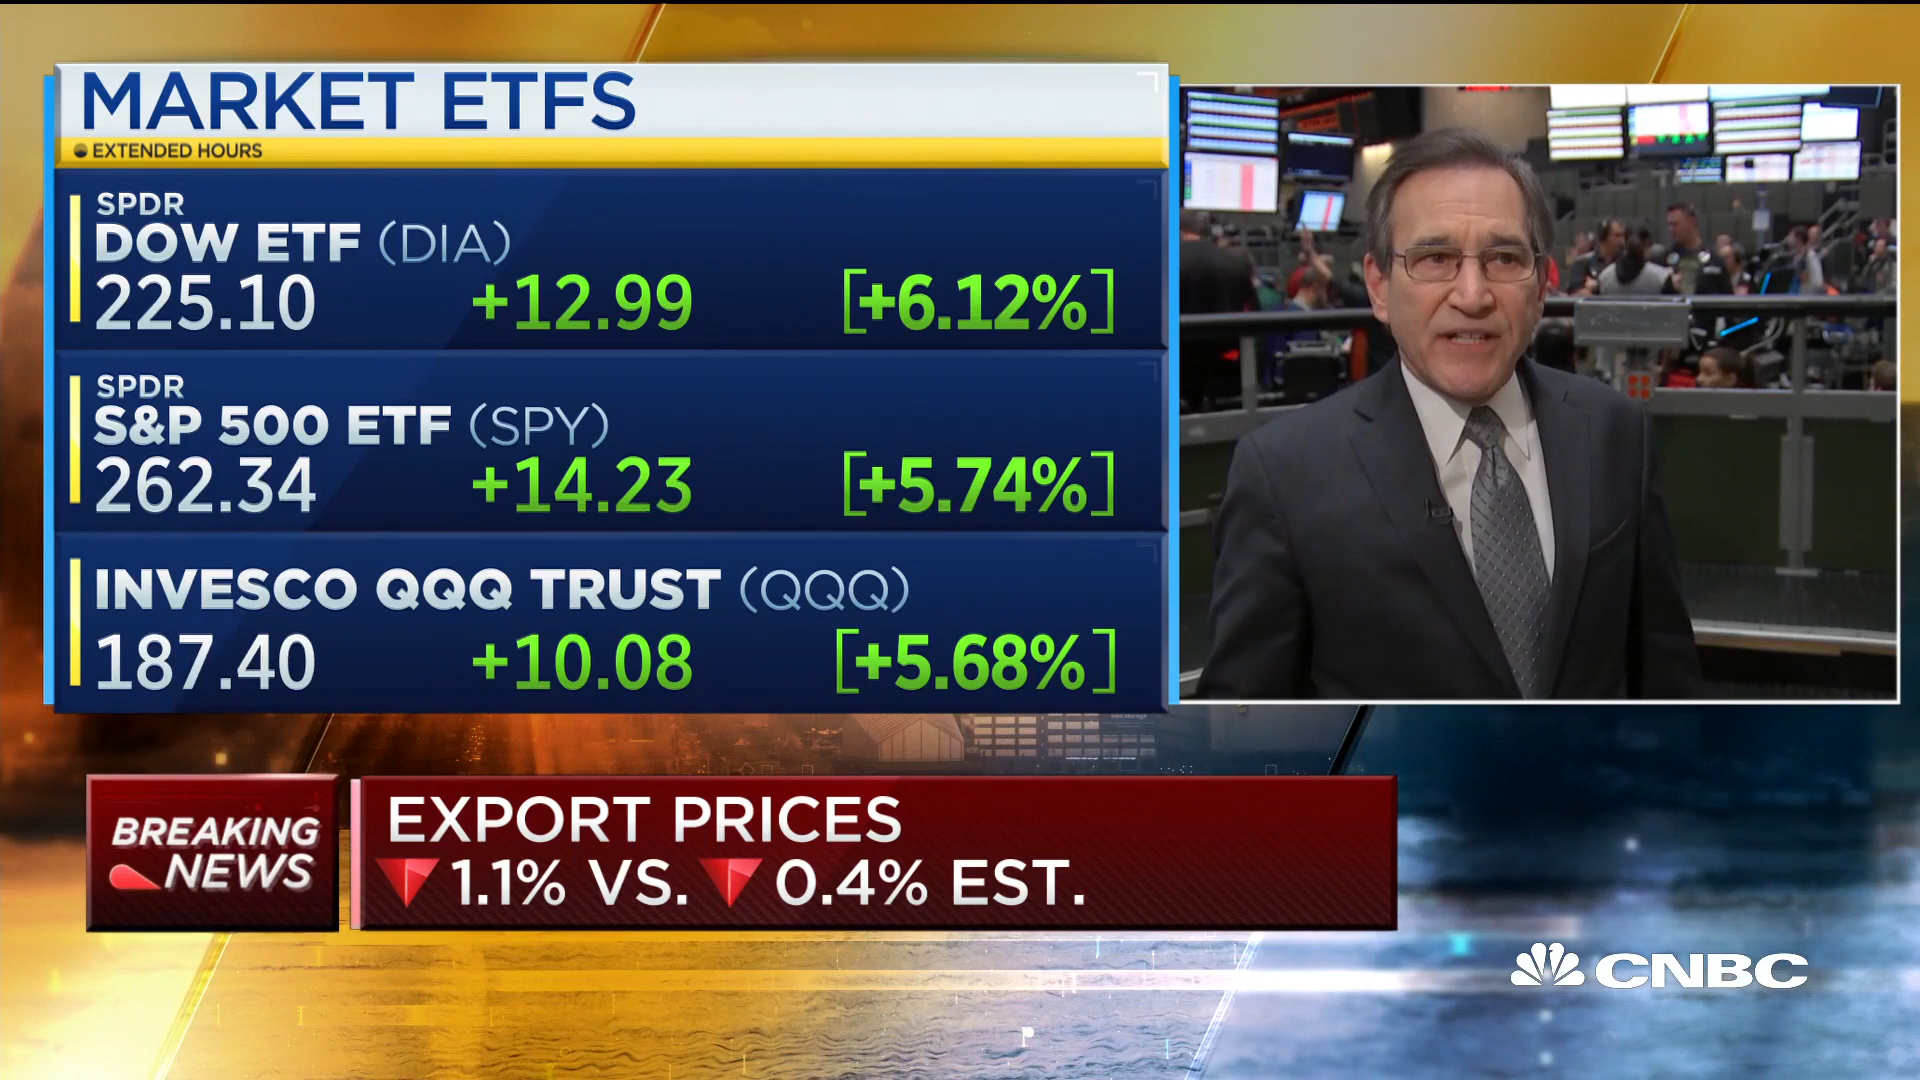 MARKET ETFS
EXTENDED HOURS
SPDR
DOW ETF (DIA)
225.10 +12.99 [+6.12%]
SPDR
S&P 500 ETF (SPY)
262.34 +14.23 [+5.74%]
INVESCO QQQ TRUST (QQQ)
187.40 +10.08 [+5.68%]
BREAKING
NEWS
EXPORT PRICES
▼ 1.1% VS. ▼ 0.4% EST.
CNBC